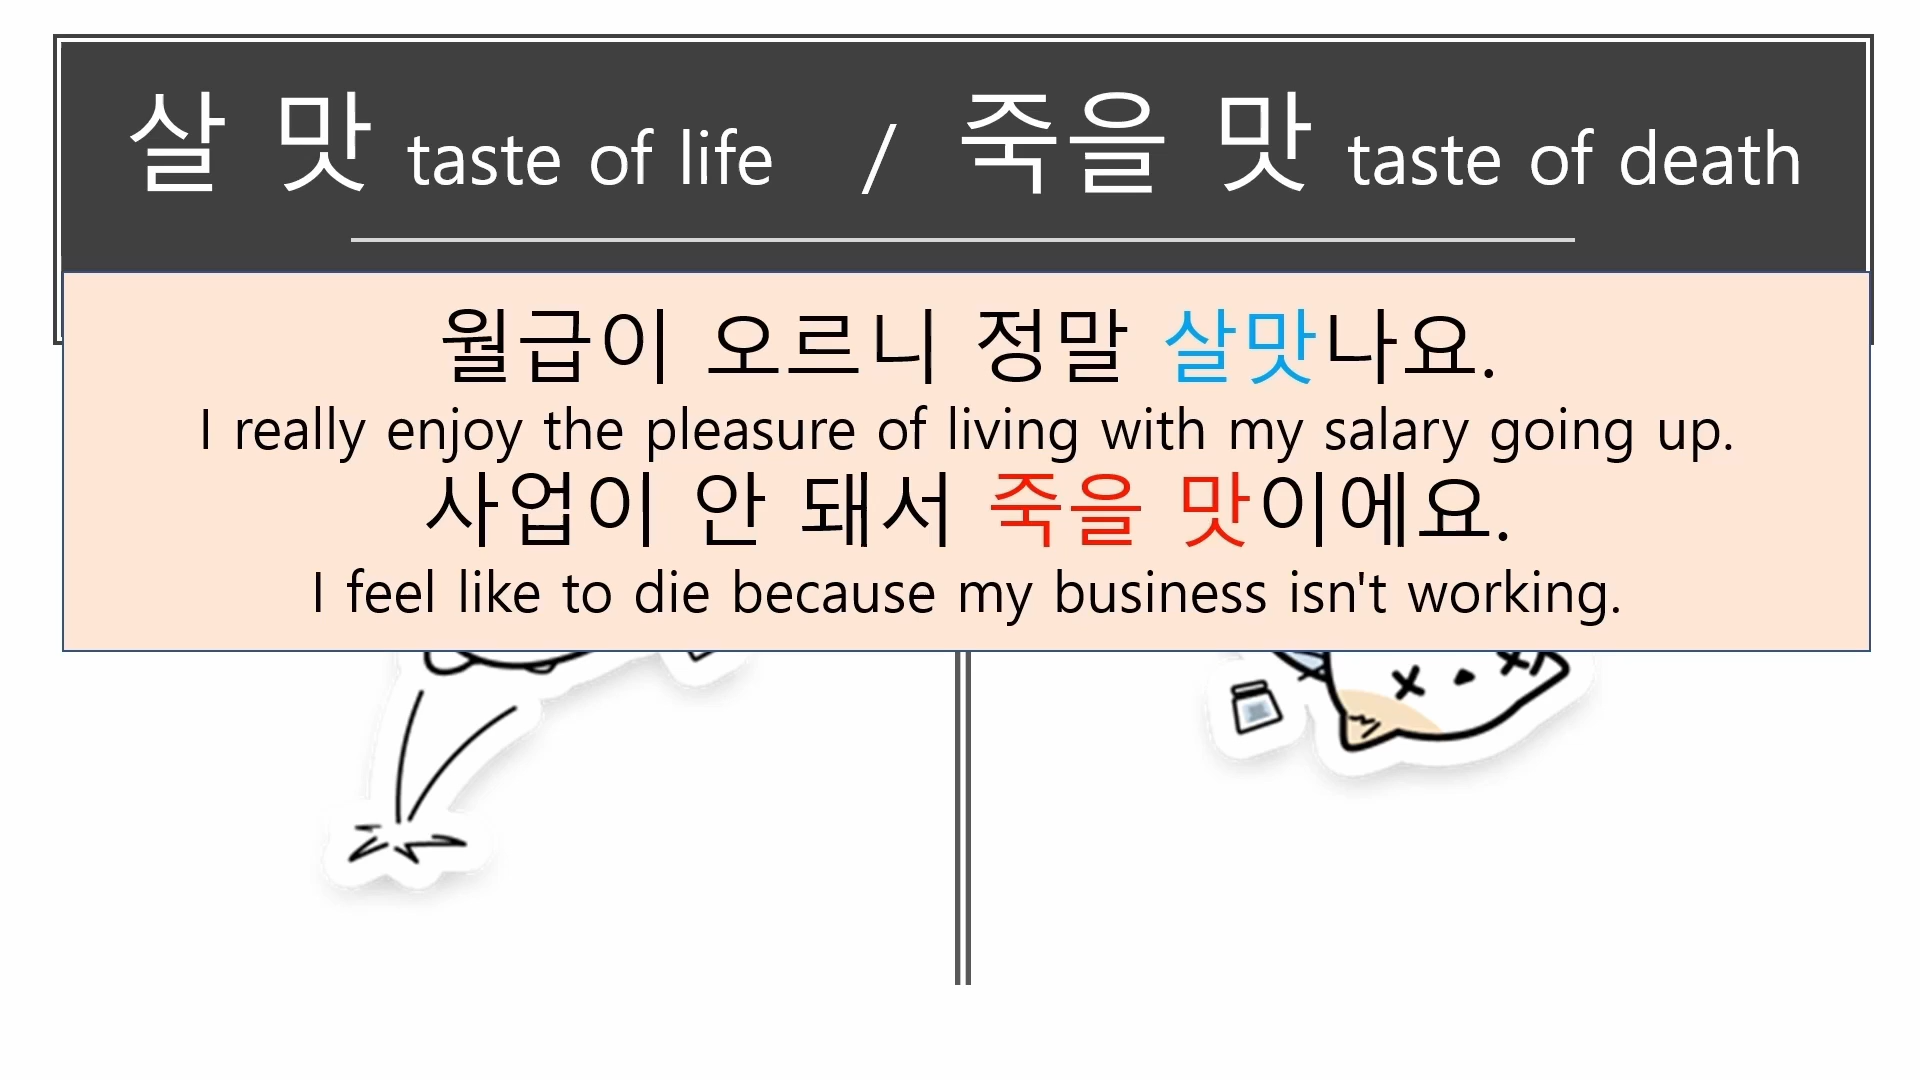 살 맛 taste of life / 죽을 맛 taste of death
월급이 오르니 정말 살맛나요.
I really enjoy the pleasure of living with my salary going up.
사업이 안 돼서 죽을 맛이에요.
I feel like to die because my business isn't working.